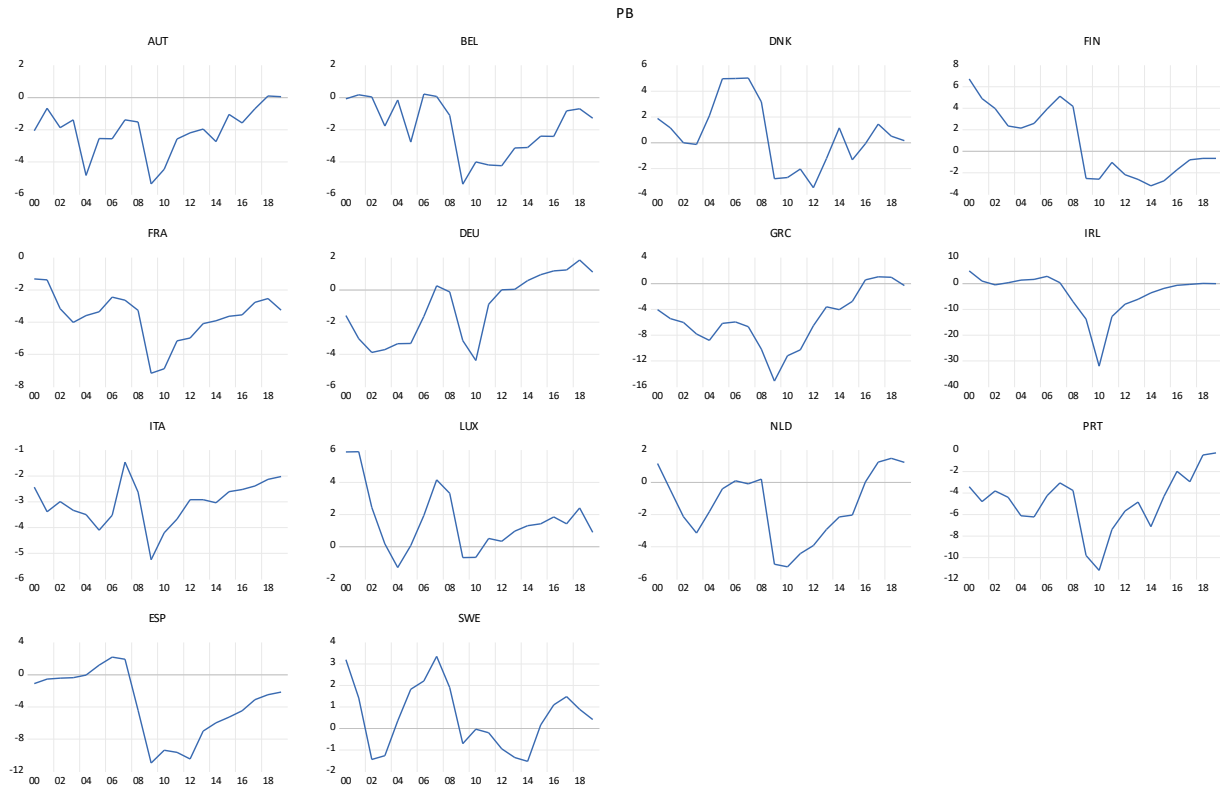 PB
AUT BEL DNK FIN
2 2 6 8
0 0 4 6
-2 -2 2 4
-4 -4 0 2
-6 -6 -2 0
-4 -2
-4
00 02 04 06 08 10 12 14 16 18 00 02 04 06 08 10 12 14 16 18 00 02 04 06 08 10 12 14 16 18 00 02 04 06 08 10 12 14 16 18
FRA DEU GRC IRL
0 2 4 10
-2 0 0 0
-4 -2 -4 -10
-6 -4 -8 -20
-8 -6 -12 -30
-16 -40
00 02 04 06 08 10 12 14 16 18 00 02 04 06 08 10 12 14 16 18 00 02 04 06 08 10 12 14 16 18 00 02 04 06 08 10 12 14 16 18
ITA LUX NLD PRT
-1 6 2 0
-2 4 0 -2
-3 2 -2 -4
-4 0 -4 -6
-5 -2 -6 -8
-6 -10
-12
00 02 04 06 08 10 12 14 16 18 00 02 04 06 08 10 12 14 16 18 00 02 04 06 08 10 12 14 16 18 00 02 04 06 08 10 12 14 16 18
ESP SWE
4 4
0 3
-4 2
-8 1
-12 0
-1
-2
00 02 04 06 08 10 12 14 16 18 00 02 04 06 08 10 12 14 16 18